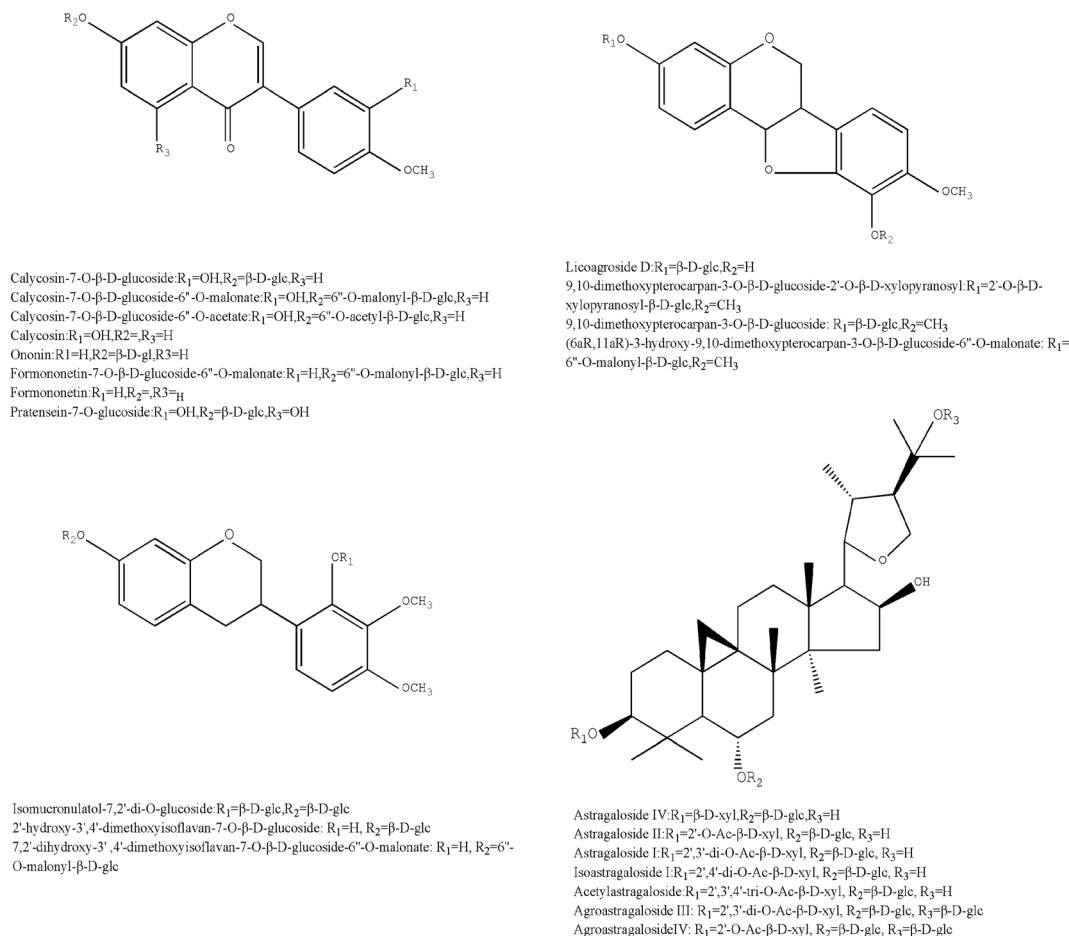 R₂O
O
R₁
R₃
O
OCH₃
Calycosin-7-O-β-D-glucoside:R₁=OH,R₂=β-D-glc,R₃=H
Calycosin-7-O-β-D-glucoside-6"-O-malonate:R₁=OH,R₂=6"-O-malonyl-β-D-glc,R₃=H
Calycosin-7-O-β-D-glucoside-6"-O-acetate:R₁=OH,R₂=6"-O-acetyl-β-D-glc,R₃=H
Calycosin:R₁=OH,R2=,R₃=H
Ononin:R1=H,R2=β-D-gl,R3=H
Formononetin-7-O-β-D-glucoside-6"-O-malonate:R₁=H,R₂=6"-O-malonyl-β-D-glc,R₃=H
Formononetin:R₁=H,R₂=,R3=H
Pratensein-7-O-glucoside:R₁=OH,R₂=β-D-glc,R₃=OH
R₁O
O
O
OCH₃
OR₂
Licoagroside D:R₁=β-D-glc,R₂=H
9,10-dimethoxypterocarpan-3-O-β-D-glucoside-2'-O-β-D-xylopyranosyl:R₁=2'-O-β-D-
xylopyranosyl-β-D-glc,R₂=CH₃
9,10-dimethoxypterocarpan-3-O-β-D-glucoside: R₁=β-D-glc,R₂=CH₃
(6aR,11aR)-3-hydroxy-9,10-dimethoxypterocarpan-3-O-β-D-glucoside-6"-O-malonate: R₁=
6"-O-malonyl-β-D-glc,R₂=CH₃
R₂O
O
OR₁
OCH₃
OCH₃
Isomucronulatol-7,2'-di-O-glucoside:R₁=β-D-glc,R₂=β-D-glc
2'-hydroxy-3',4'-dimethoxyisoflavan-7-O-β-D-glucoside: R₁=H, R₂=β-D-glc
7,2'-dihydroxy-3' ,4'-dimethoxyisoflavan-7-O-β-D-glucoside-6"-O-malonate: R₁=H, R₂=6"-
O-malonyl-β-D-glc
OR₃
O
OH
R₁O
OR₂
Astragaloside IV:R₁=β-D-xyl,R₂=β-D-glc,R₃=H
Astragaloside II:R₁=2'-O-Ac-β-D-xyl, R₂=β-D-glc, R₃=H
Astragaloside I:R₁=2',3'-di-O-Ac-β-D-xyl, R₂=β-D-glc, R₃=H
Isoastragaloside I:R₁=2',4'-di-O-Ac-β-D-xyl, R₂=β-D-glc, R₃=H
Acetylastragaloside:R₁=2',3',4'-tri-O-Ac-β-D-xyl, R₂=β-D-glc, R₃=H
Agroastragaloside III: R₁=2',3'-di-O-Ac-β-D-xyl, R₂=β-D-glc, R₃=β-D-glc
AgroastragalosideIV: R₁=2'-O-Ac-β-D-xyl, R₂=β-D-glc, R₃=β-D-glc